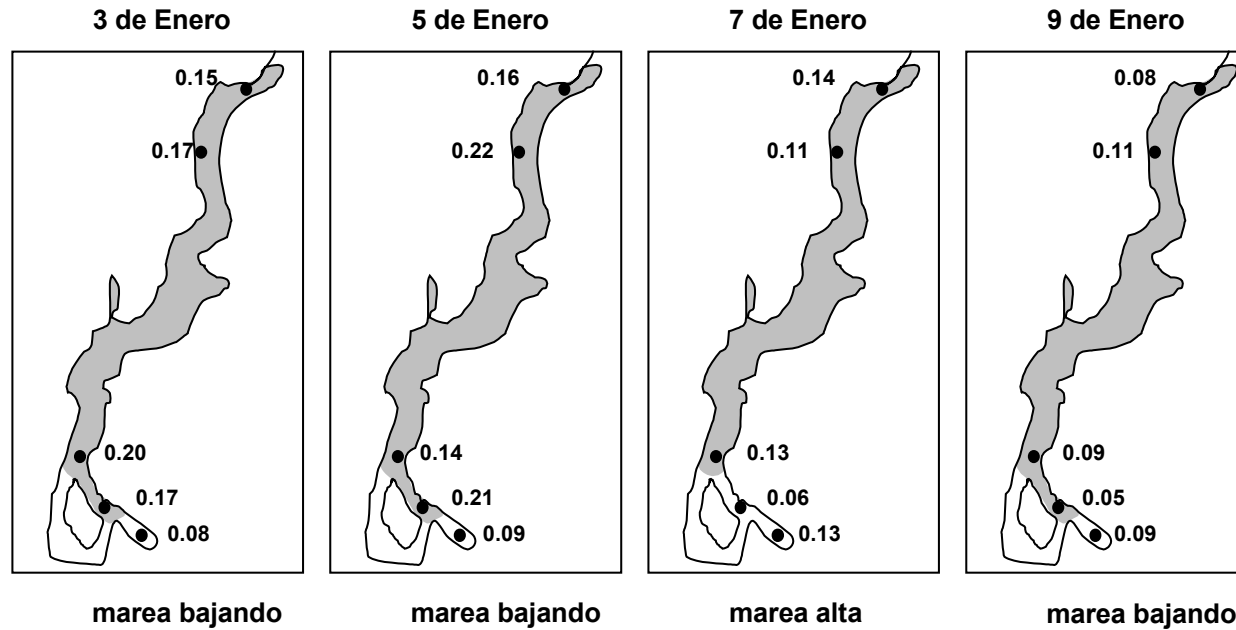 3 de Enero
5 de Enero
7 de Enero
9 de Enero
0.15
0.17
0.20
0.17
0.08
0.16
0.22
0.14
0.21
0.09
0.14
0.11
0.13
0.06
0.13
0.08
0.11
0.09
0.05
0.09
marea bajando
marea bajando
marea alta
marea bajando